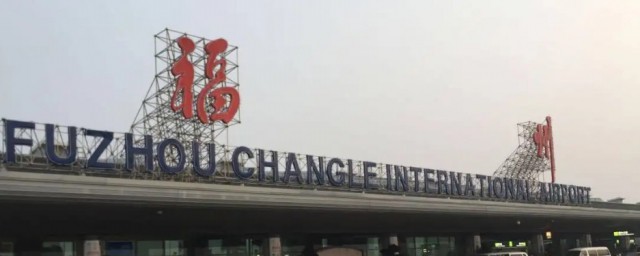 福州
FUZHOU CHANGLE INTERNATIONAL AIRPORT